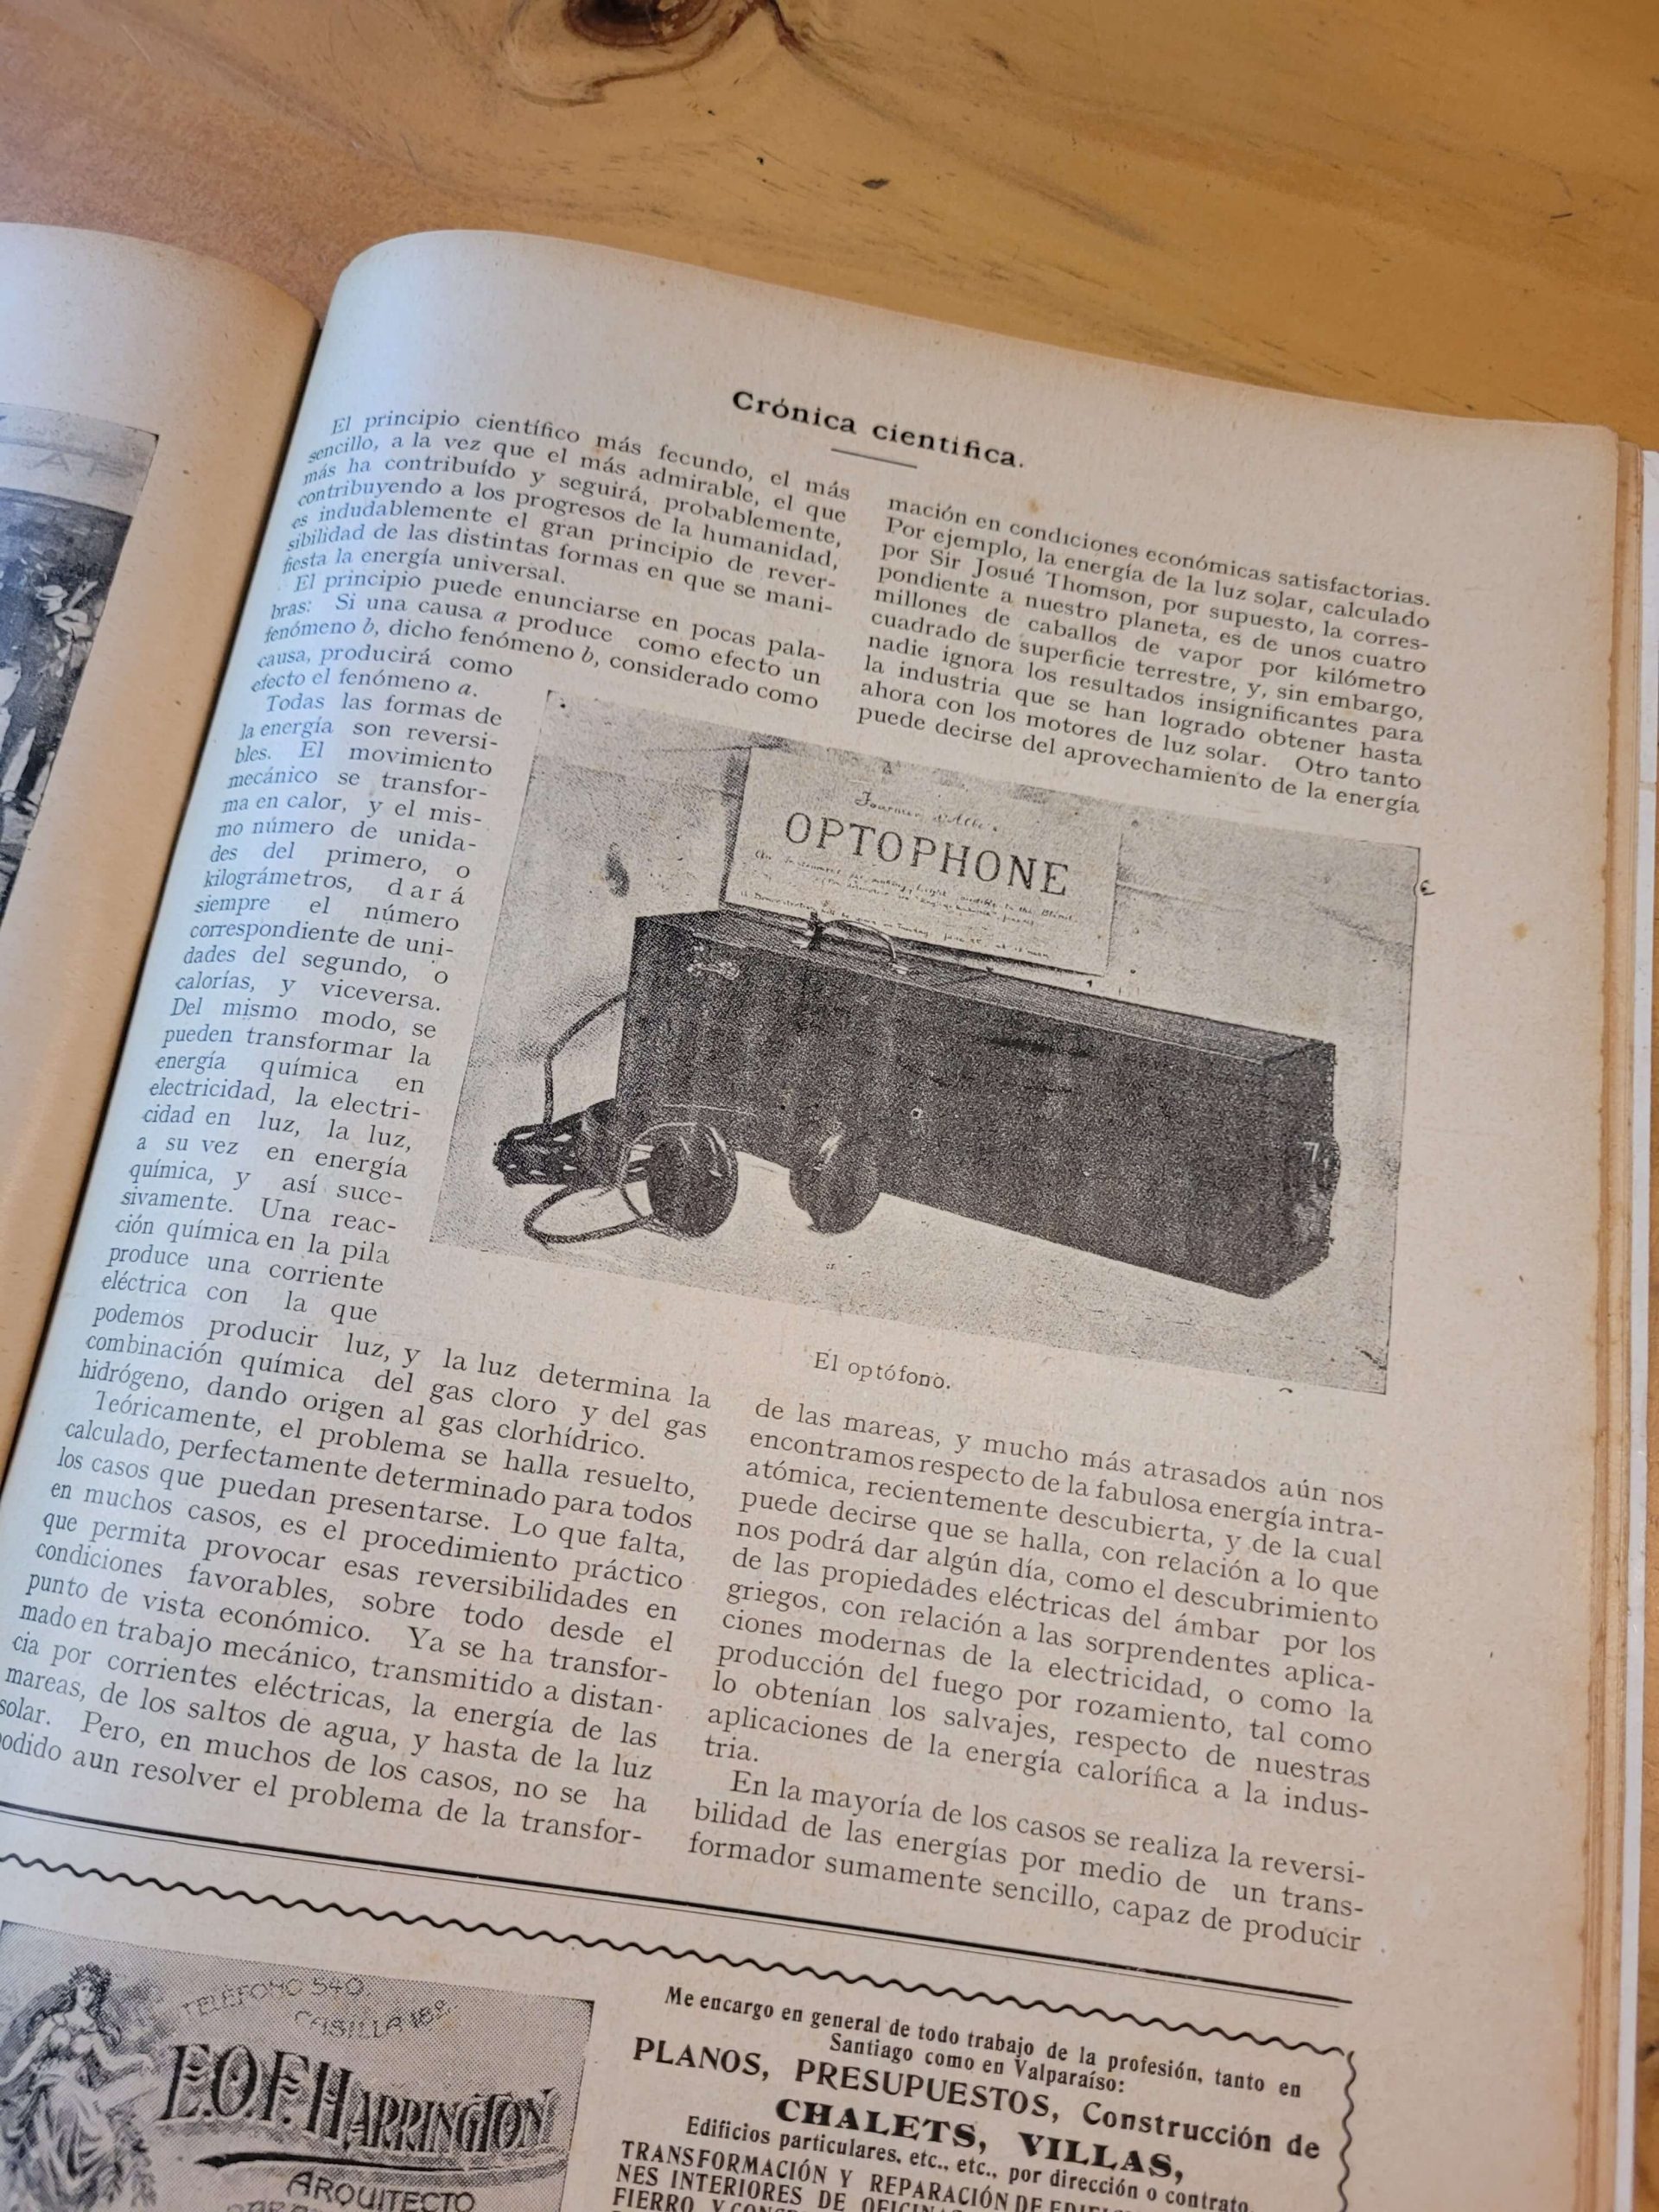 Crónica cientifica.
El principio científico más fecundo, el más
sencillo, a la vez que el más admirable, el que
más ha contribuído y seguirá, probablemente,
contribuyendo a los progresos de la humanidad,
es indudablemente el gran principio de rever-
sibilidad de las distintas formas en que se mani-
fiesta la energía universal.
El principio puede enunciarse en pocas pala-
bras: Si una causa a produce como efecto un
fenómeno b, dicho fenómeno b, considerado como
causa, producirá como
efecto el fenómeno a.
Todas las formas de
la energía son reversi-
bles. El movimiento
mecánico se transfor-
ma en calor, y el mis-
mo número de unida-
des del primero, o
kilográmetros, dará
siempre el número
correspondiente de uni-
dades del segundo, o
calorías, y viceversa.
Del mismo modo, se
pueden transformar la
energía química en
electricidad, la electri-
cidad en luz, la luz,
a su vez en energía
química, y así suce-
sivamente. Una reac-
ción química en la pila
produce una corriente
eléctrica con la que
podemos producir luz, y la luz determina la
combinación química del gas cloro y del gas
hidrógeno, dando origen al gas clorhídrico.
Teóricamente, el problema se halla resuelto,
calculado, perfectamente determinado para todos
los casos que puedan presentarse. Lo que falta,
en muchos casos, es el procedimiento práctico
que permita provocar esas reversibilidades en
condiciones favorables, sobre todo desde el
punto de vista económico. Ya se ha transfor-
mado en trabajo mecánico, transmitido a distan-
cia por corrientes eléctricas, la energía de las
mareas, de los saltos de agua, y hasta de la luz
solar. Pero, en muchos de los casos, no se ha
podido aun resolver el problema de la transfor-
mación en condiciones económicas satisfactorias.
Por ejemplo, la energía de la luz solar, calculado
por Sir Josué Thomson, por supuesto, la corres-
pondiente a nuestro planeta, es de unos cuatro
millones de caballos de vapor por kilómetro
cuadrado de superficie terrestre, y, sin embargo,
nadie ignora los resultados insignificantes para
la industria que se han logrado obtener hasta
ahora con los motores de luz solar. Otro tanto
puede decirse del aprovechamiento de la energía
Fournier d'Albe's
OPTOPHONE
El optófono.
de las mareas, y mucho más atrasados aún nos
encontramos respecto de la fabulosa energía intra-
atómica, recientemente descubierta, y de la cual
puede decirse que se halla, con relación a lo que
nos podrá dar algún día, como el descubrimiento
de las propiedades eléctricas del ámbar por los
griegos, con relación a las sorprendentes aplica-
ciones modernas de la electricidad, o como la
producción del fuego por rozamiento, tal como
lo obtenían los salvajes, respecto de nuestras
aplicaciones de la energía calorífica a la indus-
tria.
En la mayoría de los casos se realiza la reversi-
bilidad de las energías por medio de un trans-
formador sumamente sencillo, capaz de producir
TELÉFONO 540.
CASILLA
E.O.F. HARRINGTON
ARQUITECTO
Me encargo en general de todo trabajo de la profesión, tanto en
Santiago como en Valparaíso:
PLANOS, PRESUPUESTOS, Construcción de
CHALETS, VILLAS,
Edificios particulares, etc., etc., por dirección o contrato.
TRANSFORMACIÓN Y REPARACIÓN DE
NES INTERIORES DE
FIERRO